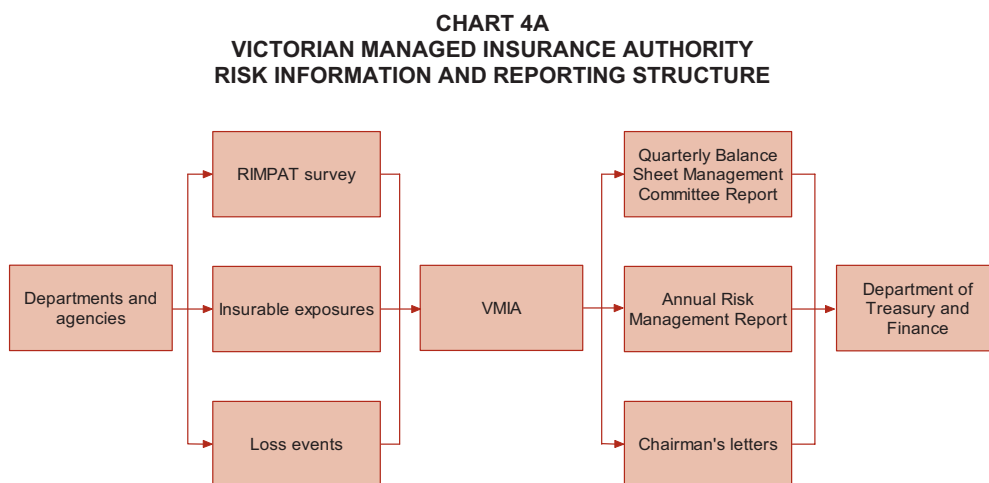 CHART 4A
VICTORIAN MANAGED INSURANCE AUTHORITY
RISK INFORMATION AND REPORTING STRUCTURE
Departments and
agencies
RIMPAT survey
Insurable exposures
Loss events
VMIA
Quarterly Balance
Sheet Management
Committee Report
Annual Risk
Management Report
Chairman's letters
Department of
Treasury and
Finance